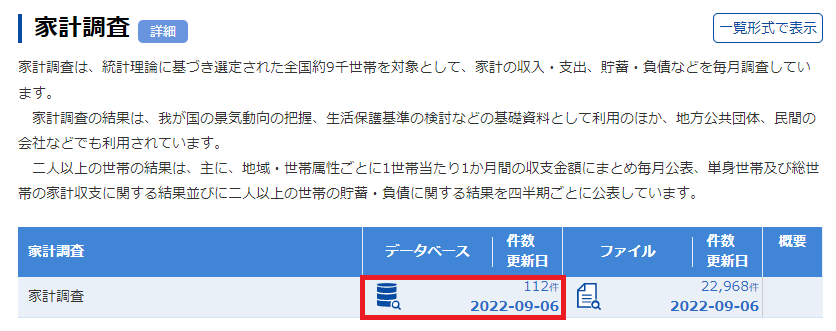 家計調査 詳細 一覧形式で表示
家計調査は、統計理論に基づき選定された全国約9千世帯を対象として、家計の収入・支出、貯蓄・負債などを毎月調査してい
ます。
　家計調査の結果は、我が国の景気動向の把握、生活保護基準の検討などの基礎資料として利用のほか、地方公共団体、民間の
会社などでも利用されています。
　二人以上の世帯の結果は、主に、地域・世帯属性ごとに1世帯当たり1か月間の収支金額にまとめ毎月公表、単身世帯及び総世
帯の家計収支に関する結果並びに二人以上の世帯の貯蓄・負債に関する結果を四半期ごとに公表しています。
家計調査 データベース 件数 更新日 ファイル 件数 更新日 概要
家計調査 112件 2022-09-06 22,968件 2022-09-06